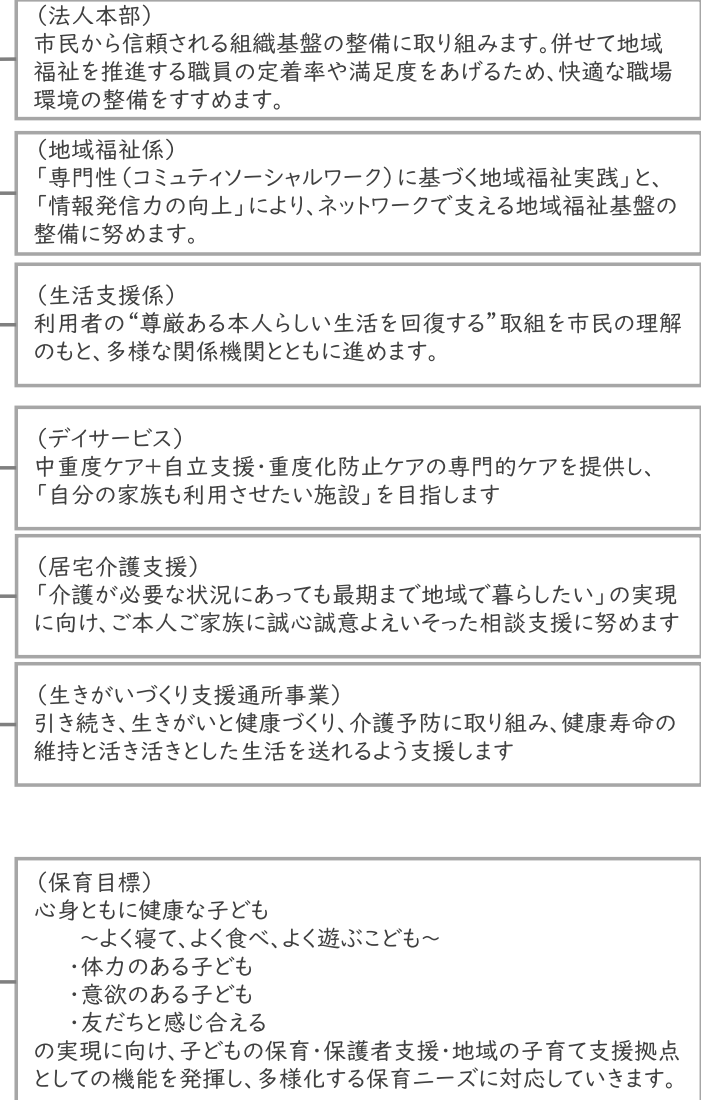 （法人本部）
市民から信頼される組織基盤の整備に取り組みます。併せて地域
福祉を推進する職員の定着率や満足度をあげるため、快適な職場
環境の整備をすすめます。
（地域福祉係）
「専門性（コミュティソーシャルワーク）に基づく地域福祉実践」と、
「情報発信力の向上」により、ネットワークで支える地域福祉基盤の
整備に努めます。
（生活支援係）
利用者の“尊厳ある本人らしい生活を回復する”取組を市民の理解
のもと、多様な関係機関とともに進めます。
（デイサービス）
中重度ケア＋自立支援・重度化防止ケアの専門的ケアを提供し、
「自分の家族も利用させたい施設」を目指します
（居宅介護支援）
「介護が必要な状況にあっても最期まで地域で暮らしたい」の実現
に向け、ご本人ご家族に誠心誠意よえいそった相談支援に努めます
（生きがいづくり支援通所事業）
引き続き、生きがいと健康づくり、介護予防に取り組み、健康寿命の
維持と活き活きとした生活を送れるよう支援します
（保育目標）
心身ともに健康な子ども
～よく寝て、よく食べ、よく遊ぶこども～
・体力のある子ども
・意欲のある子ども
・友だちと感じ合える
の実現に向け、子どもの保育・保護者支援・地域の子育て支援拠点
としての機能を発揮し、多様化する保育ニーズに対応していきます。